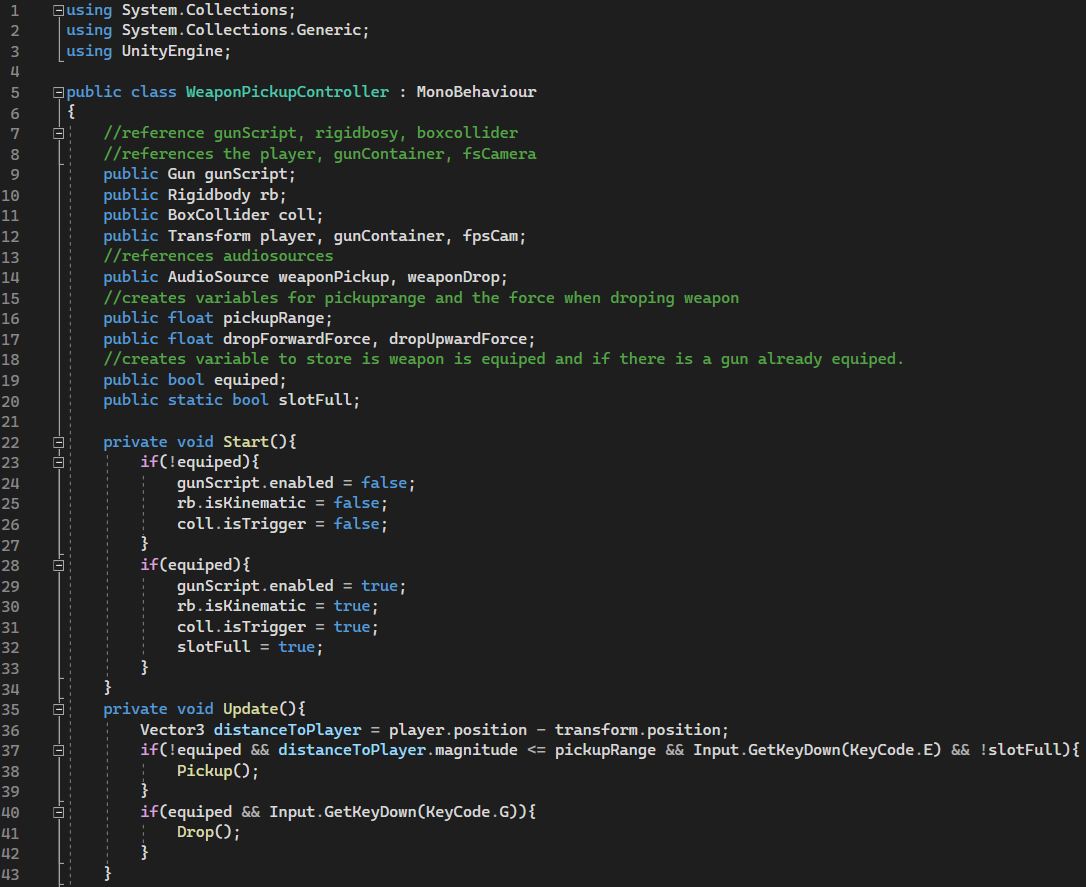 1 using System.Collections;
2 using System.Collections.Generic;
3 using UnityEngine;
4
5 public class WeaponPickupController : MonoBehaviour
6 {
7 //reference gunScript, rigidbosy, boxcollider
8 //references the player, gunContainer, fsCamera
9 public Gun gunScript;
10 public Rigidbody rb;
11 public BoxCollider coll;
12 public Transform player, gunContainer, fpsCam;
13 //references audiosources
14 public AudioSource weaponPickup, weaponDrop;
15 //creates variables for pickuprange and the force when droping weapon
16 public float pickupRange;
17 public float dropForwardForce, dropUpwardForce;
18 //creates variable to store is weapon is equiped and if there is a gun already equiped.
19 public bool equiped;
20 public static bool slotFull;
21
22 private void Start(){
23 if(!equiped){
24 gunScript.enabled = false;
25 rb.isKinematic = false;
26 coll.isTrigger = false;
27 }
28 if(equiped){
29 gunScript.enabled = true;
30 rb.isKinematic = true;
31 coll.isTrigger = true;
32 slotFull = true;
33 }
34 }
35 private void Update(){
36 Vector3 distanceToPlayer = player.position - transform.position;
37 if(!equiped && distanceToPlayer.magnitude <= pickupRange && Input.GetKeyDown(KeyCode.E) && !slotFull){
38 Pickup();
39 }
40 if(equiped && Input.GetKeyDown(KeyCode.G)){
41 Drop();
42 }
43 }